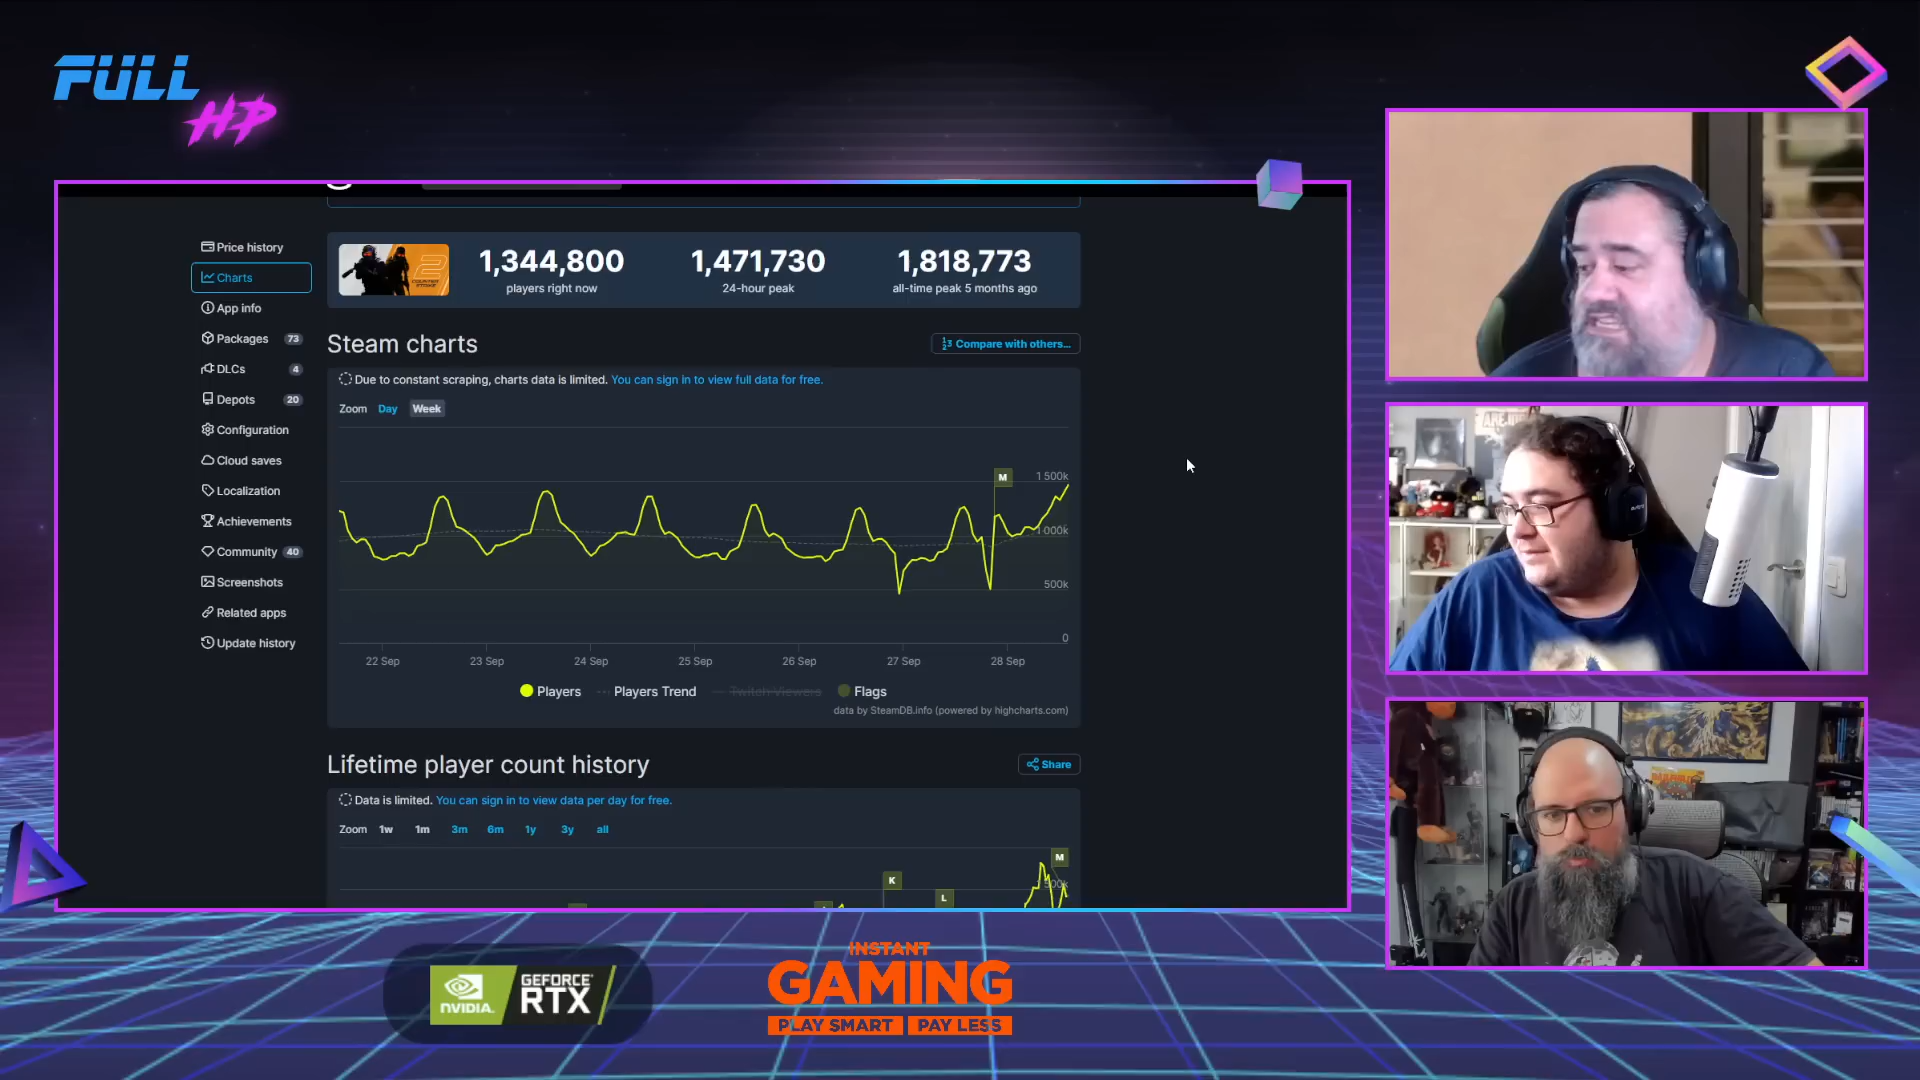 FULL
HP
Price history
Charts
App info
Packages 73
DLCs 4
Depots 20
Configuration
Cloud saves
Localization
Achievements
Community 40
Screenshots
Related apps
Update history
2
1,344,800
players right now
1,471,730
24-hour peak
1,818,773
all-time peak 5 months ago
Steam charts
Compare with others...
Due to constant scraping, charts data is limited. You can sign in to view full data for free.
Zoom Day Week
M
1 500k
1 000k
500k
0
22 Sep 23 Sep 24 Sep 25 Sep 26 Sep 27 Sep 28 Sep
Players Players Trend Twitch Viewers Flags
data by SteamDB.info (powered by highcharts.com)
Lifetime player count history
Share
Data is limited. You can sign in to view data per day for free.
Zoom 1w 1m 3m 6m 1y 3y all
M
K
L
NVIDIA.
GEFORCE
RTX
INSTANT
GAMING
PLAY SMART PAY LESS